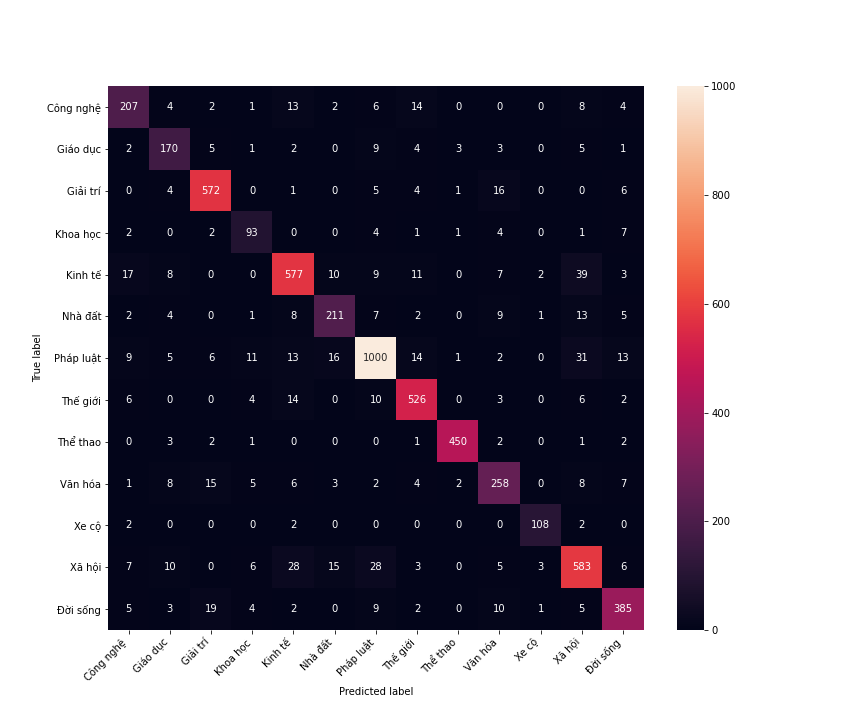 Công nghệ 207 4 2 1 13 2 6 14 0 0 0 8 4
Giáo dục 2 170 5 1 2 0 9 4 3 3 0 5 1
Giải trí 0 4 572 0 1 0 5 4 1 16 0 0 6
Khoa học 2 0 2 93 0 0 4 1 1 4 0 1 7
Kinh tế 17 8 0 0 577 10 9 11 0 7 2 39 3
Nhà đất 2 4 0 1 8 211 7 2 0 9 1 13 5
Pháp luật 9 5 6 11 13 16 1000 14 1 2 0 31 13
Thế giới 6 0 0 4 14 0 10 526 0 3 0 6 2
Thể thao 0 3 2 1 0 0 0 1 450 2 0 1 2
Văn hóa 1 8 15 5 6 3 2 4 2 258 0 8 7
Xe cộ 2 0 0 0 2 0 0 0 0 0 108 2 0
Xã hội 7 10 0 6 28 15 28 3 0 5 3 583 6
Đời sống 5 3 19 4 2 0 9 2 0 10 1 5 385
True label
Công nghệ Giáo dục Giải trí Khoa học Kinh tế Nhà đất Pháp luật Thế giới Thể thao Văn hóa Xe cộ Xã hội Đời sống
Predicted label
1000
800
600
400
200
0